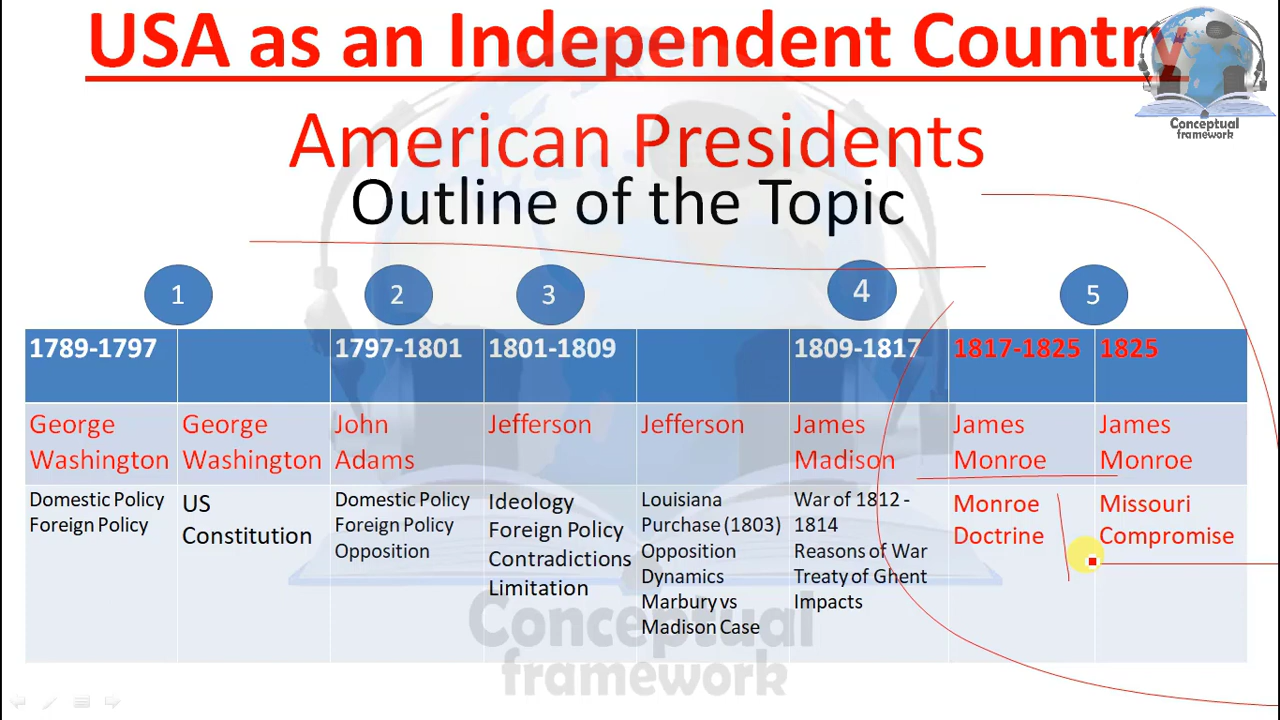 USA as an Independent Country
Conceptual
framework
American Presidents
Outline of the Topic
1
2
3
4
5
1789-1797
1797-1801
1801-1809
1809-1817
1817-1825
1825
George
Washington
George
Washington
John
Adams
Jefferson
Jefferson
James
Madison
James
Monroe
James
Monroe
Domestic Policy
Foreign Policy
US
Constitution
Domestic Policy
Foreign Policy
Opposition
Ideology
Foreign Policy
Contradictions
Limitation
Louisiana
Purchase (1803)
Opposition
Dynamics
Marbury vs
Madison Case
War of 1812 -
1814
Reasons of War
Treaty of Ghent
Impacts
Monroe
Doctrine
Missouri
Compromise
Conceptual
framework